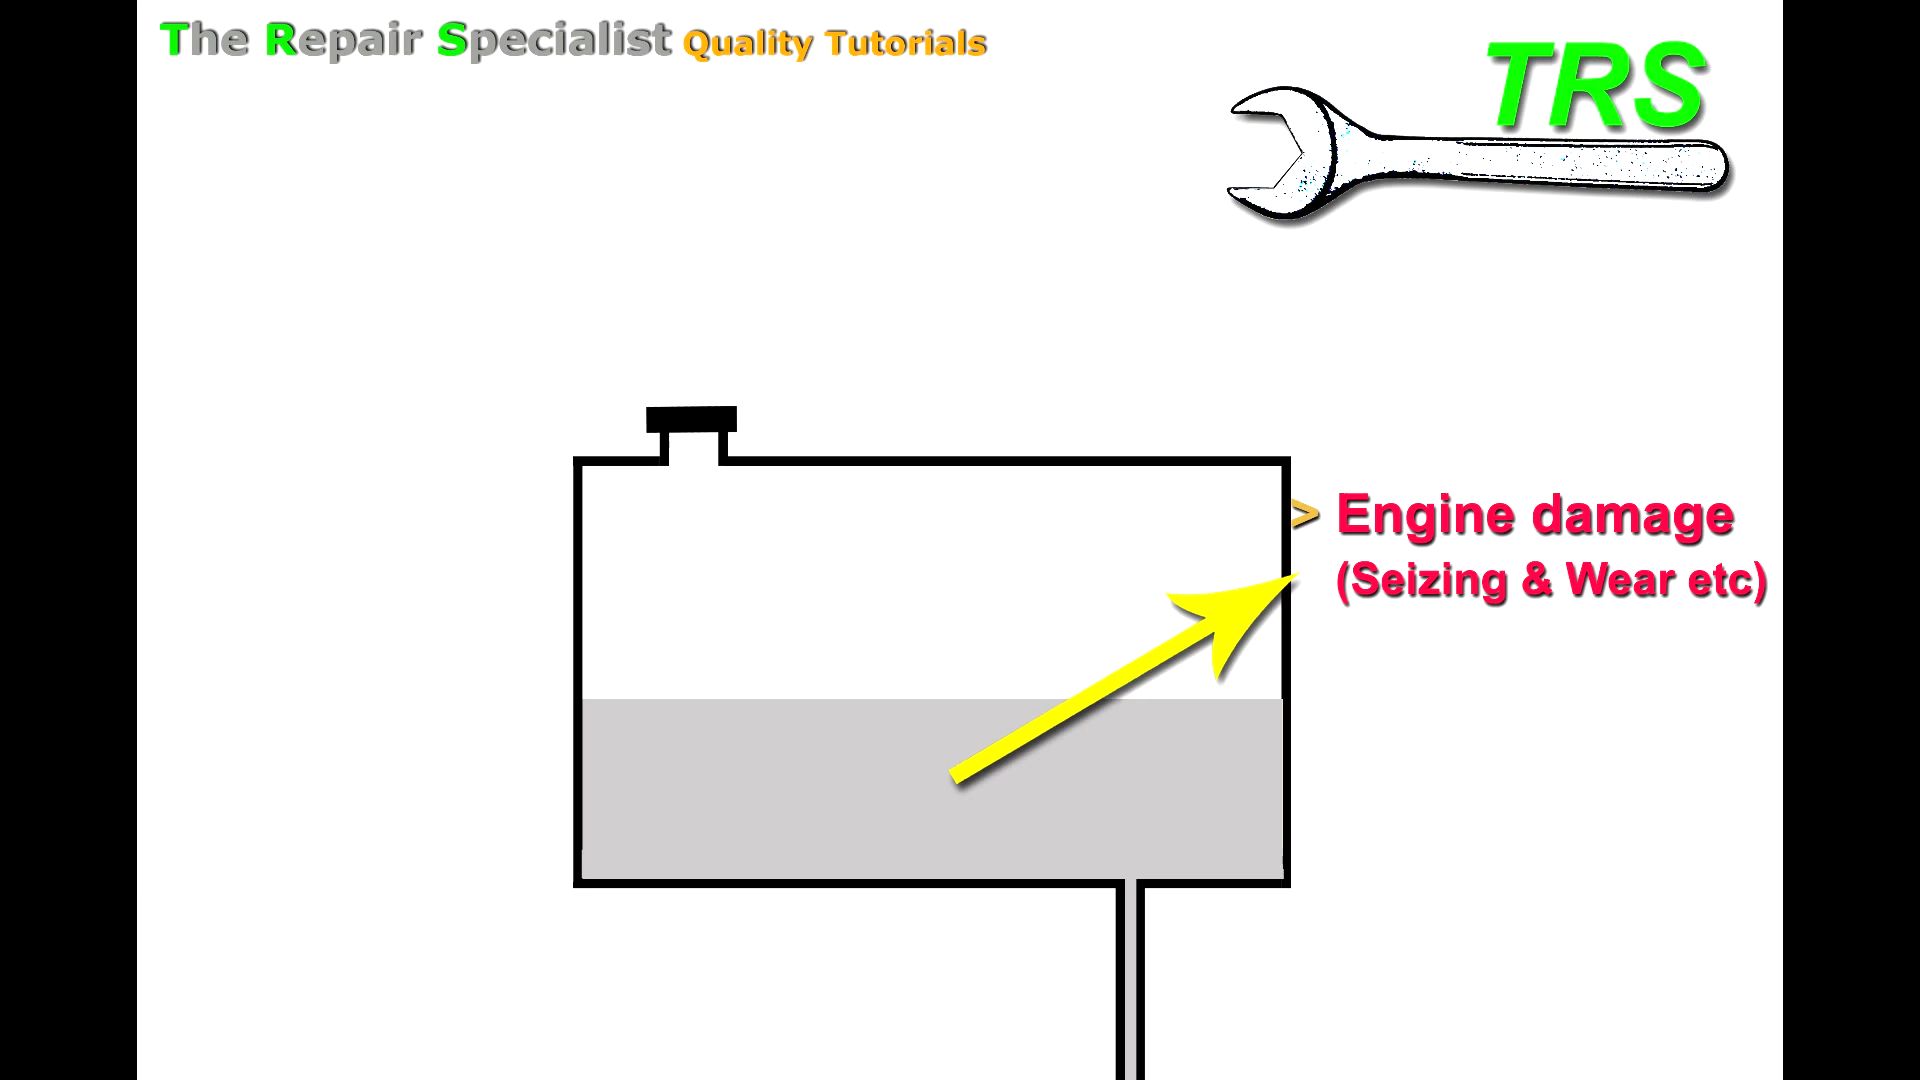 The Repair Specialist Quality Tutorials
TRS
> Engine damage
(Seizing & Wear etc)